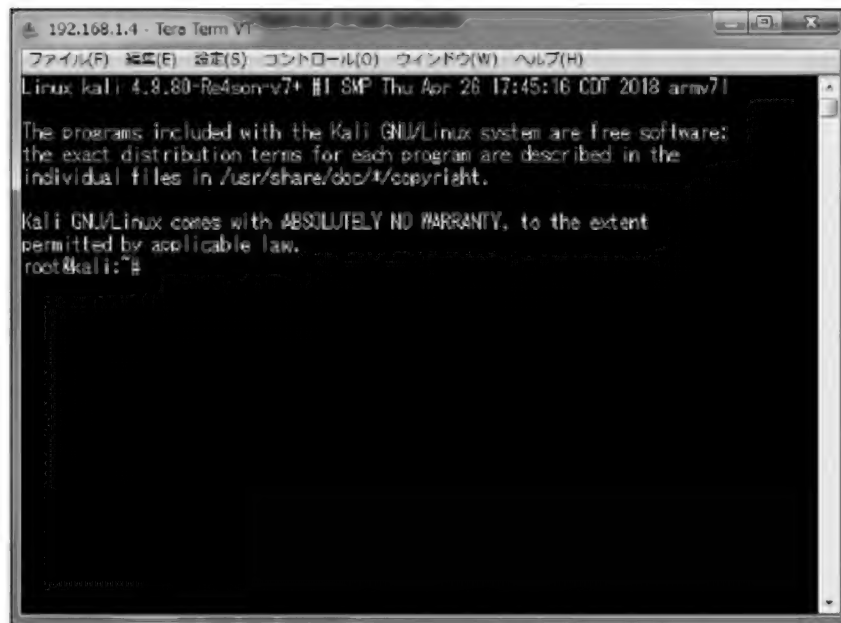 192.168.1.4 - Tera Term VT
ファイル(F) 編集(E) 設定(S) コントロール(O) ウィンドウ(W) ヘルプ(H)
Linux kali 4.9.80-Re4son-v7+ #1 SMP Thu Apr 26 17:45:16 CDT 2018 armv7l
The programs included with the Kali GNU/Linux system are free software;
the exact distribution terms for each program are described in the
individual files in /usr/share/doc/*/copyright.
Kali GNU/Linux comes with ABSOLUTELY NO WARRANTY, to the extent
permitted by applicable law.
root@kali:~#